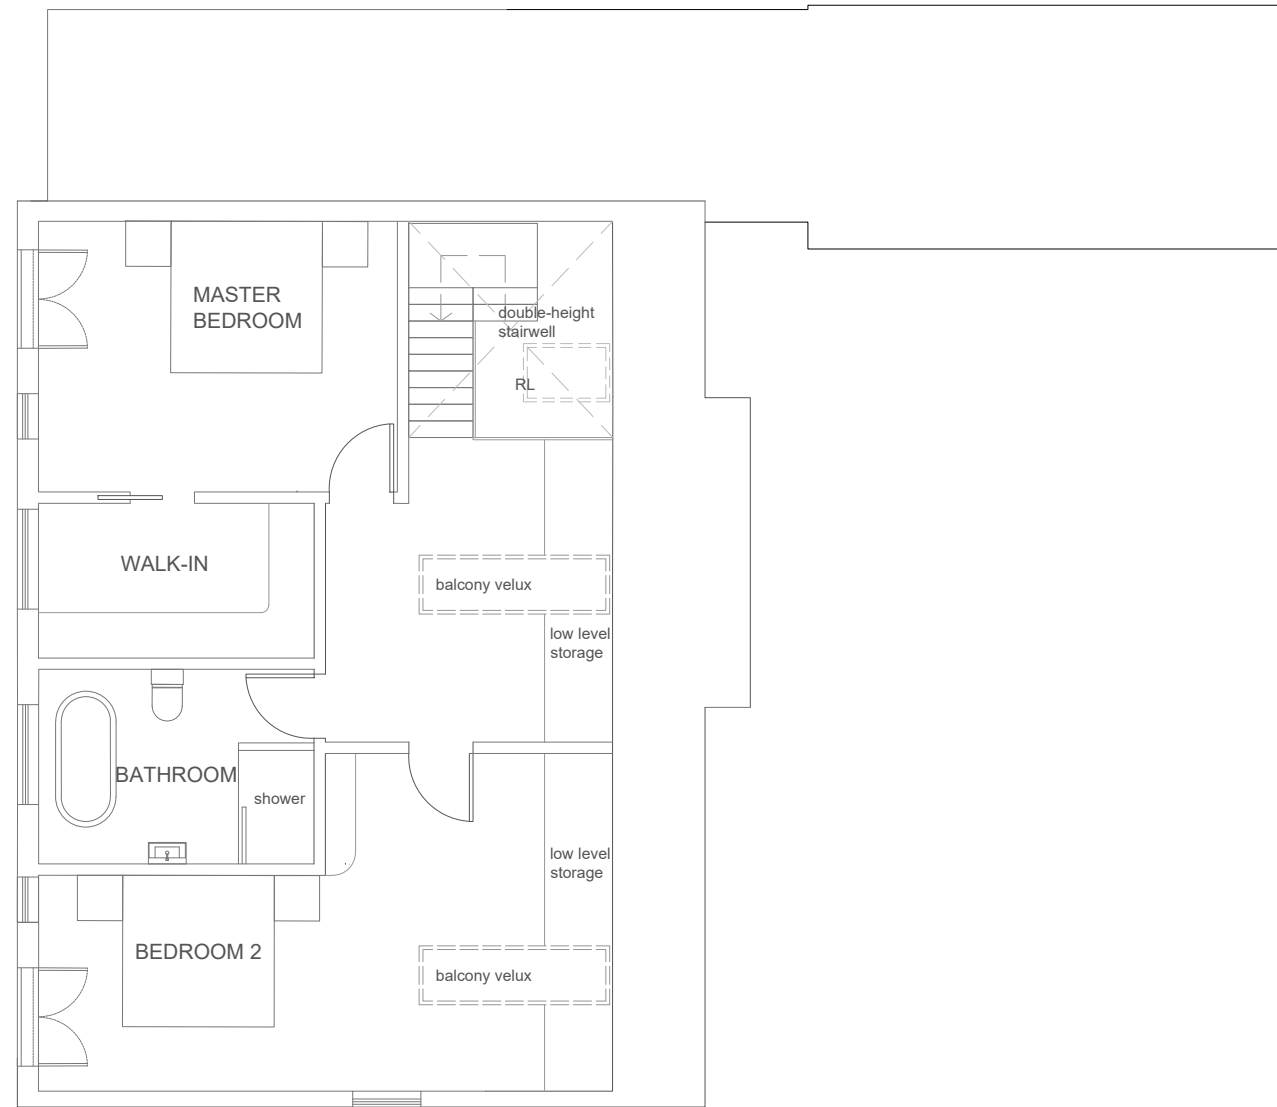 MASTER
BEDROOM
double-height
stairwell
RL
WALK-IN
balcony velux
low level
storage
BATHROOM
shower
low level
storage
BEDROOM 2
balcony velux